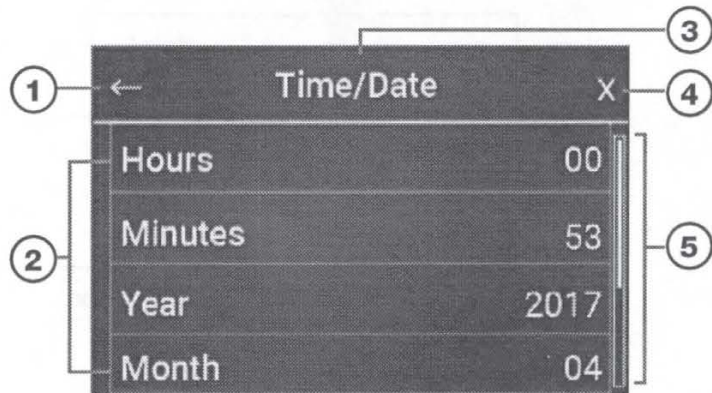 3
1 ← Time/Date X 4
Hours 00
Minutes 53
2 5
Year 2017
Month 04